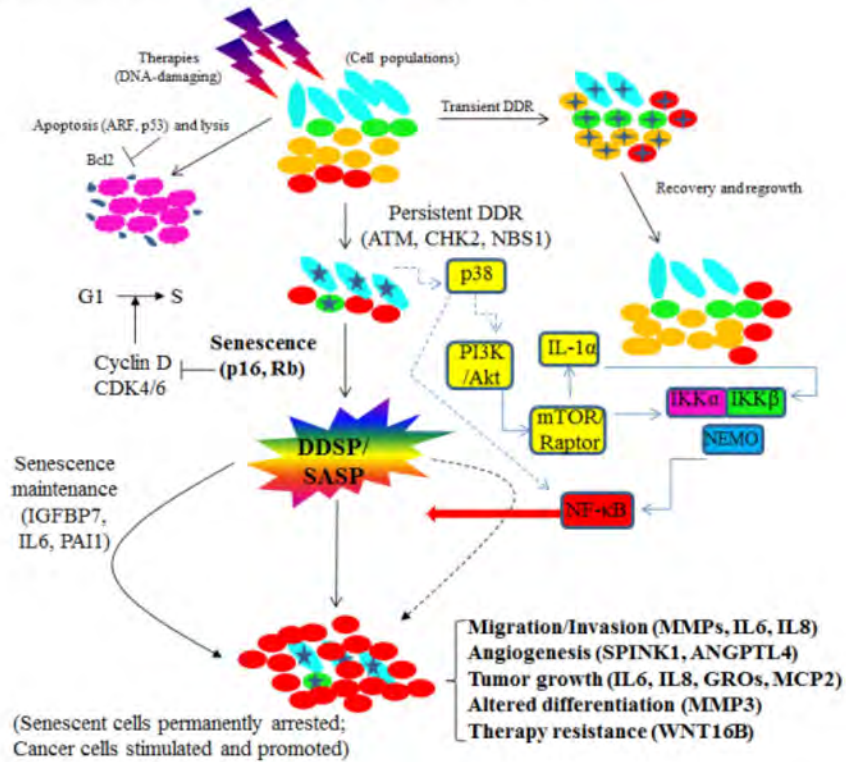 Therapies
(DNA-damaging)
(Cell populations)
Transient DDR
Apoptosis (ARF, p53) and lysis
Bcl2
Recovery and regrowth
Persistent DDR
(ATM, CHK2, NBS1)
p38
G1
S
Senescence
(p16, Rb)
Cyclin D
CDK4/6
PI3K
/Akt
IL-1α
mTOR/
Raptor
IKKα
IKKβ
NEMO
DDSP/
SASP
NF-κB
Senescence
maintenance
(IGFBP7,
IL6, PAI1)
Migration/Invasion (MMPs, IL6, IL8)
Angiogenesis (SPINK1, ANGPTL4)
Tumor growth (IL6, IL8, GROs, MCP2)
Altered differentiation (MMP3)
Therapy resistance (WNT16B)
(Senescent cells permanently arrested;
Cancer cells stimulated and promoted)